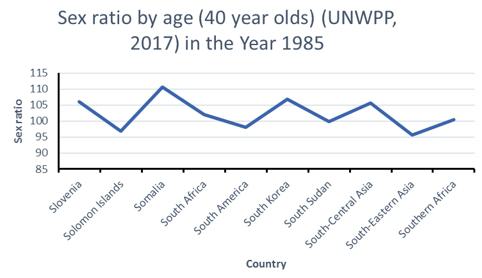 Sex ratio by age (40 year olds) (UNWPP,
2017) in the Year 1985
115
110
105
100
95
90
85
Sex ratio
Slovenia
Solomon Islands
Somalia
South Africa
South America
South Korea
South Sudan
South-Central Asia
South-Eastern Asia
Southern Africa
Country